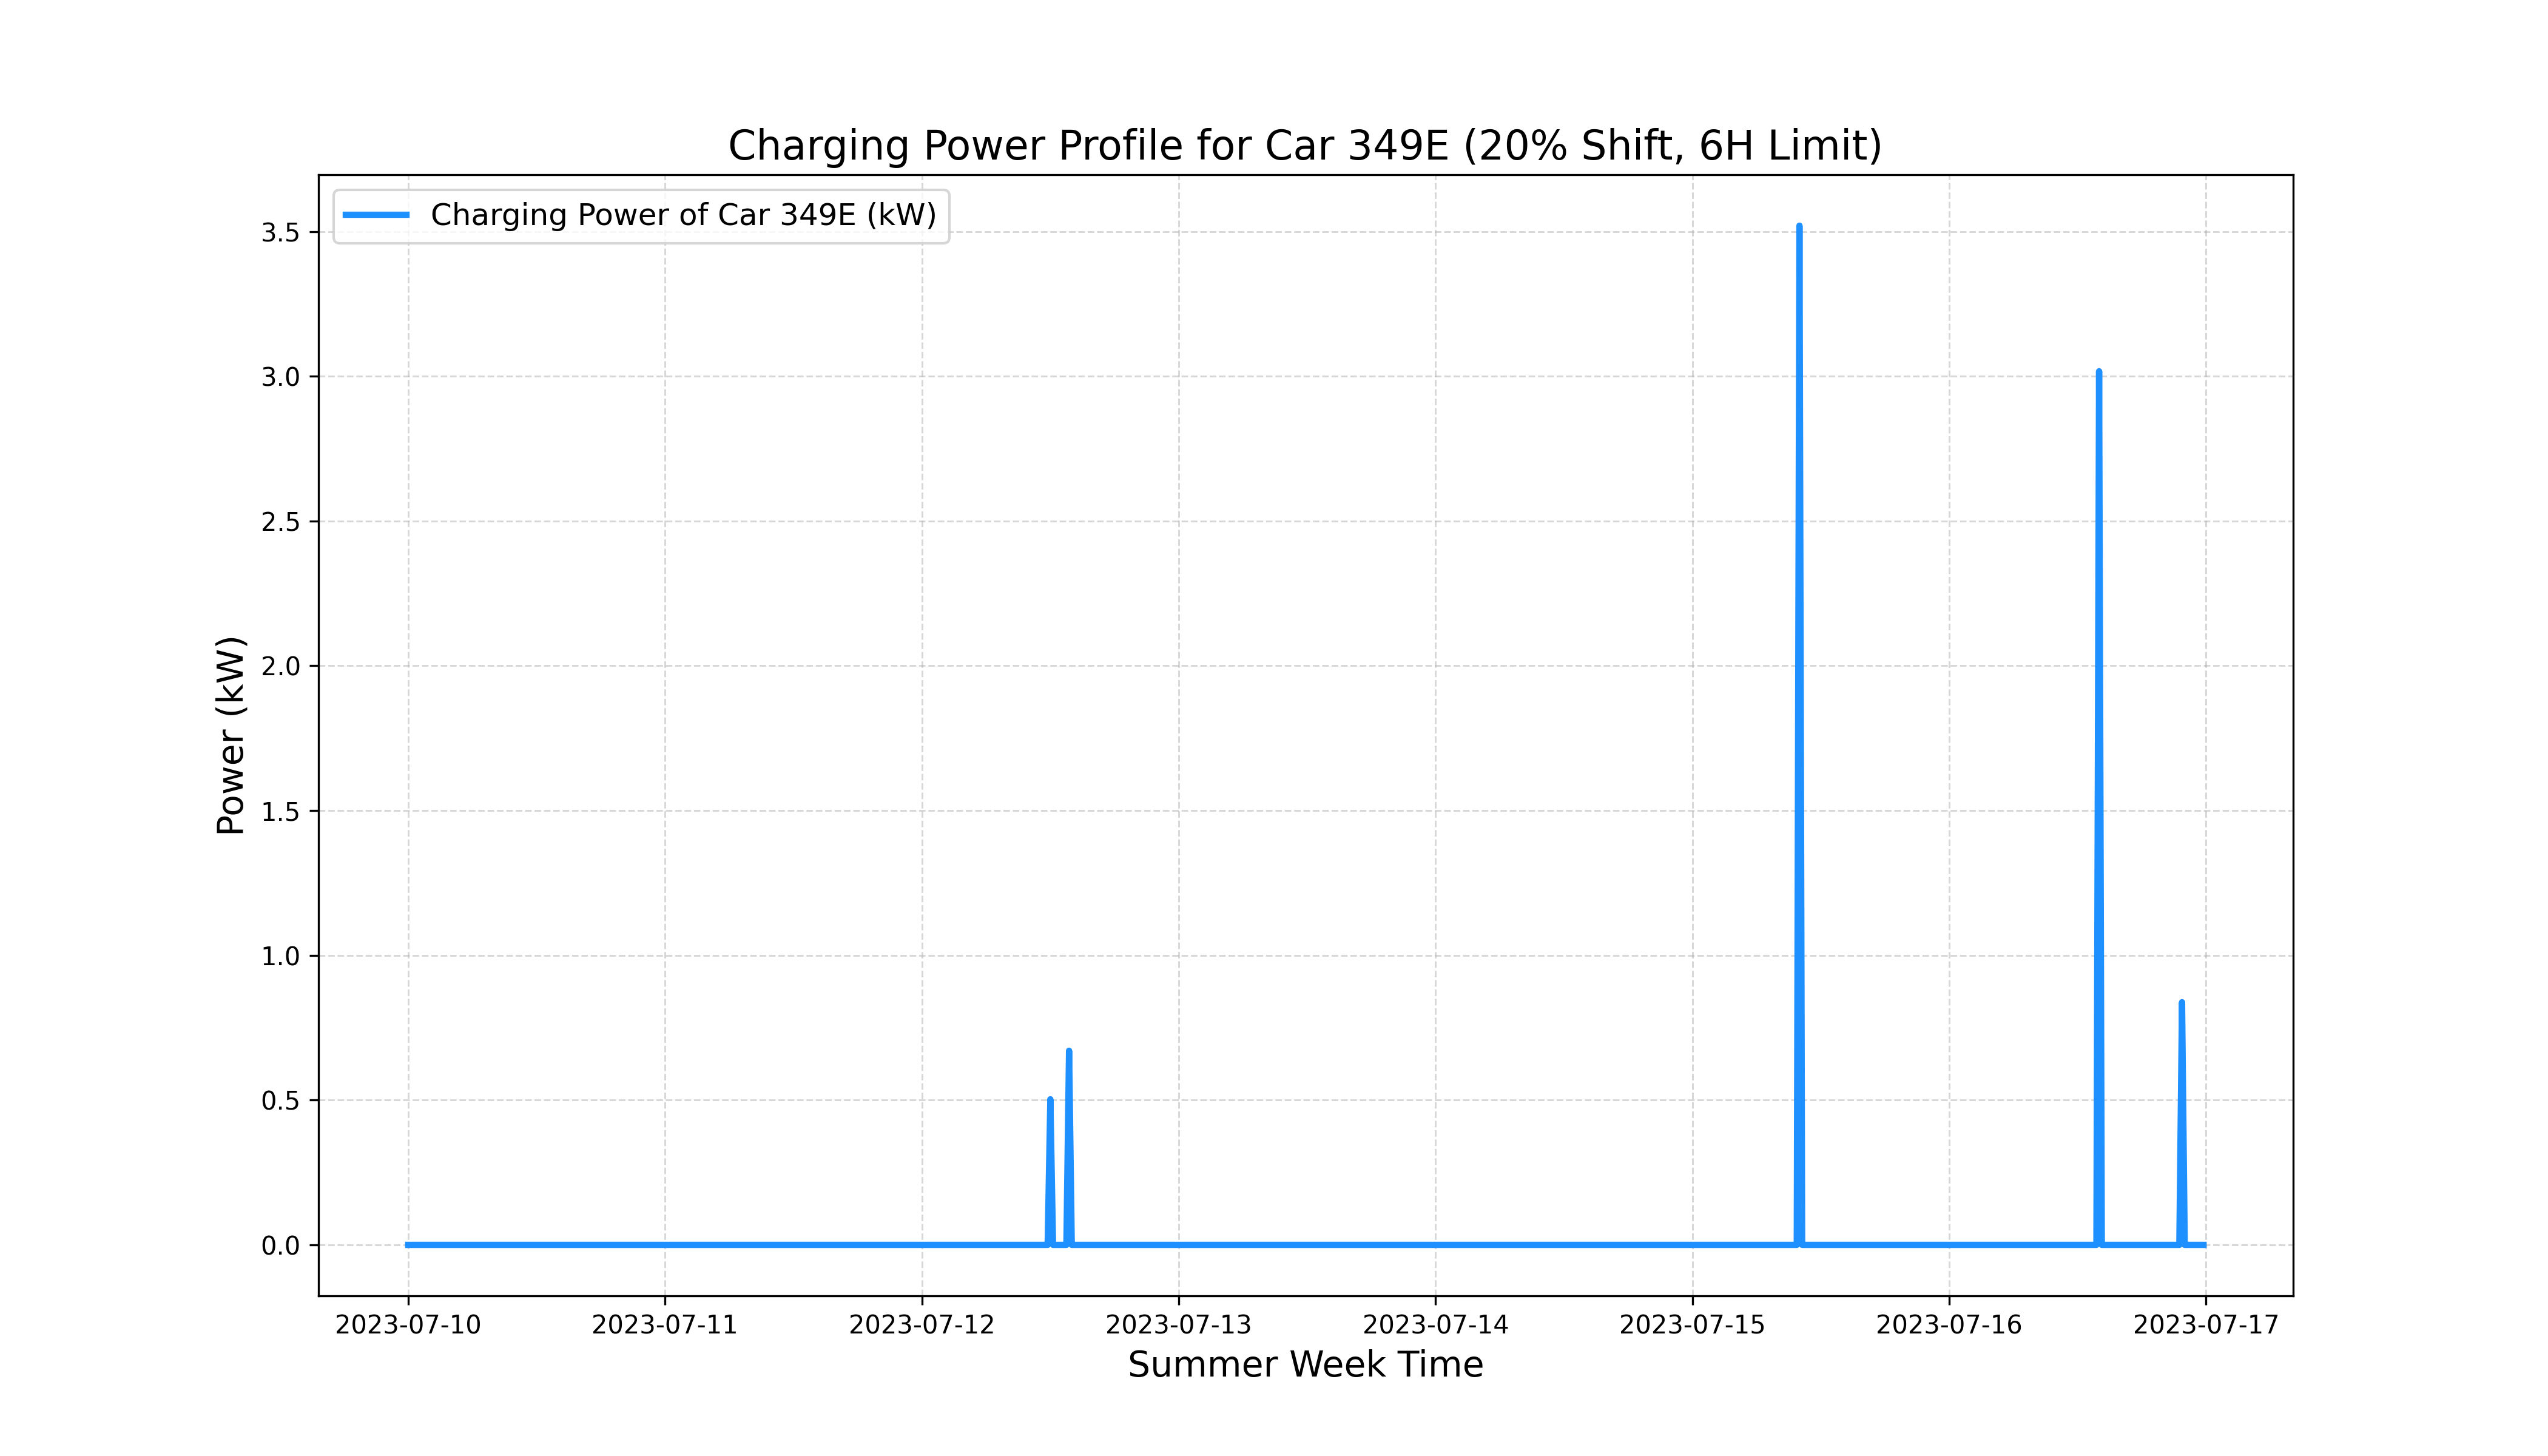 Charging Power Profile for Car 349E (20% Shift, 6H Limit)
Charging Power of Car 349E (kW)
Power (kW)
3.5
3.0
2.5
2.0
1.5
1.0
0.5
0.0
2023-07-10 2023-07-11 2023-07-12 2023-07-13 2023-07-14 2023-07-15 2023-07-16 2023-07-17
Summer Week Time